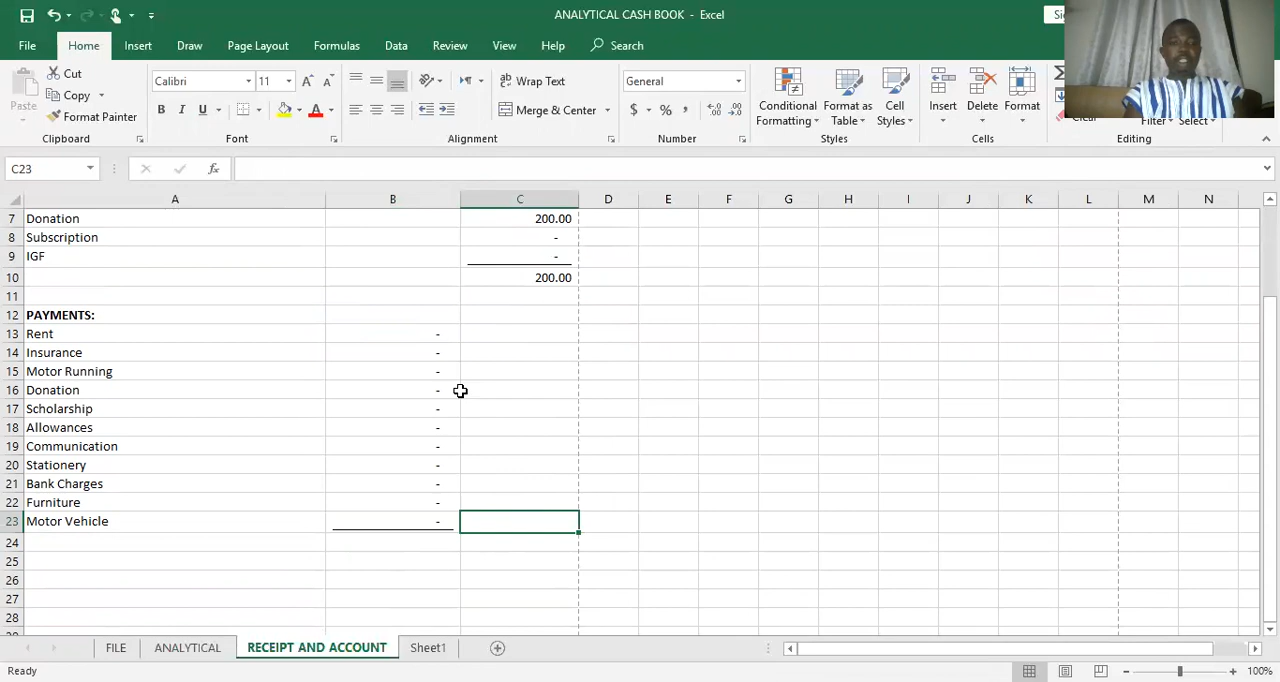 ANALYTICAL CASH BOOK - Excel
File Home Insert Draw Page Layout Formulas Data Review View Help Search
Paste
Cut
Copy
Format Painter
Clipboard
Calibri 11
B I U
Font
Wrap Text
Merge & Center
Alignment
General
$ % ,
Number
Conditional Formatting
Format as Table
Cell Styles
Styles
Insert Delete Format
Cells
Clear
Filter Select
Editing
C23 fx
A B C D E F G H I J K L M N
7 Donation 200.00
8 Subscription -
9 IGF -
10 200.00
11
12 PAYMENTS:
13 Rent -
14 Insurance -
15 Motor Running -
16 Donation -
17 Scholarship -
18 Allowances -
19 Communication -
20 Stationery -
21 Bank Charges -
22 Furniture -
23 Motor Vehicle -
24
25
26
27
28
FILE ANALYTICAL RECEIPT AND ACCOUNT Sheet1
Ready 100%